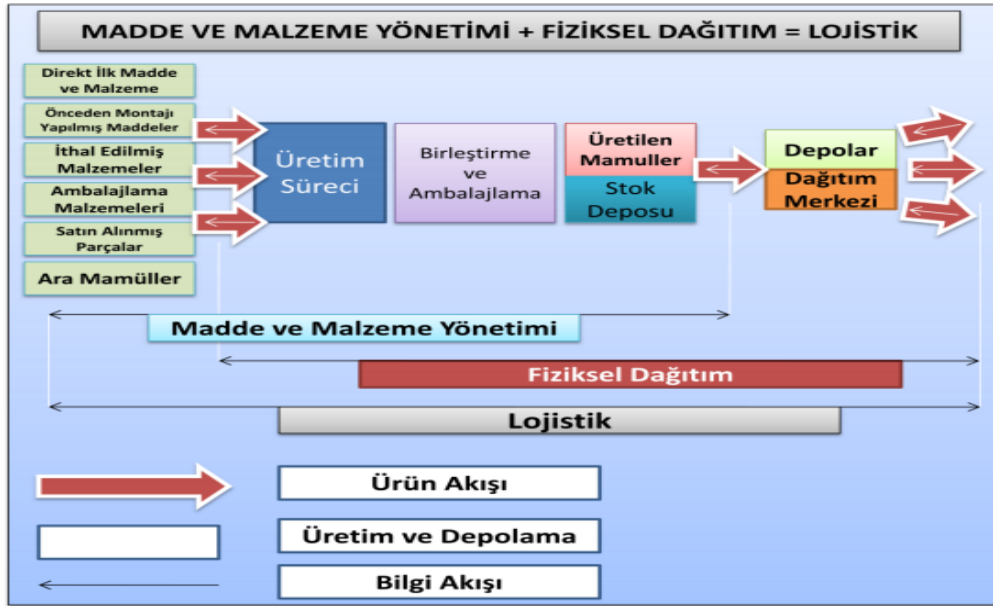 MADDE VE MALZEME YÖNETİMİ + FİZİKSEL DAĞITIM = LOJİSTİK
Direkt İlk Madde
ve Malzeme
Önceden Montajı
Yapılmış Maddeler
İthal Edilmiş
Malzemeler
Ambalajlama
Malzemeleri
Satın Alınmış
Parçalar
Ara Mamüller
Üretim
Süreci
Birleştirme
ve
Ambalajlama
Üretilen
Mamuller
Stok
Deposu
Depolar
Dağıtım
Merkezi
Madde ve Malzeme Yönetimi
Fiziksel Dağıtım
Lojistik
Ürün Akışı
Üretim ve Depolama
Bilgi Akışı